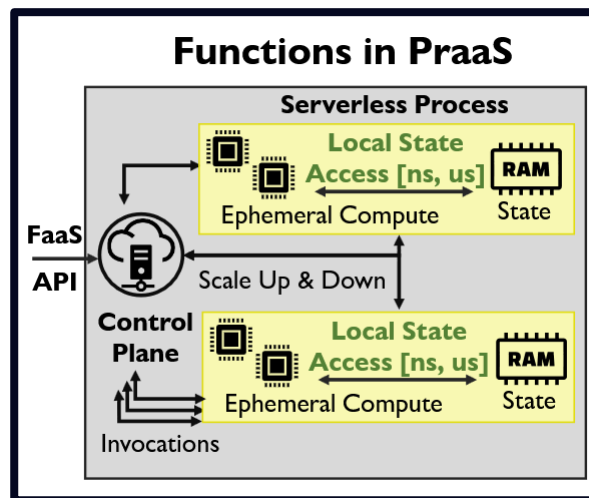 Functions in PraaS
Serverless Process
Local State
Access [ns, us]
RAM
Ephemeral Compute
State
FaaS
API
Scale Up & Down
Control
Plane
Local State
Access [ns, us]
RAM
Ephemeral Compute
State
Invocations